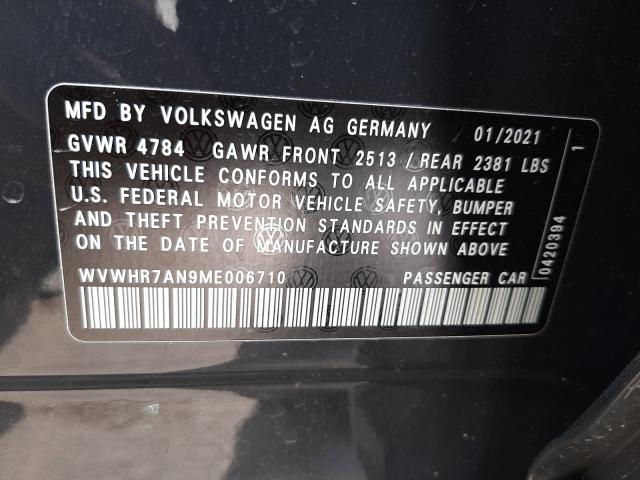 MFD BY VOLKSWAGEN AG GERMANY 01/2021
GVWR 4784 GAWR FRONT 2513 / REAR 2381 LBS
THIS VEHICLE CONFORMS TO ALL APPLICABLE
U.S. FEDERAL MOTOR VEHICLE SAFETY, BUMPER
AND THEFT PREVENTION STANDARDS IN EFFECT
ON THE DATE OF MANUFACTURE SHOWN ABOVE
WVWHR7AN9ME006710 PASSENGER CAR
0420394 1